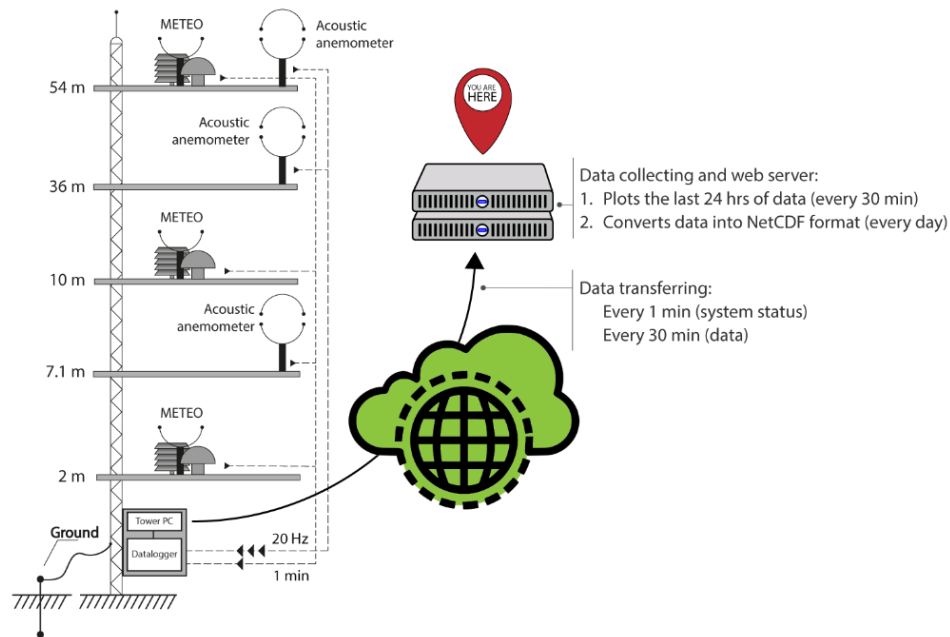 METEO
Acoustic
anemometer
54 m
Acoustic
anemometer
36 m
METEO
10 m
Acoustic
anemometer
7.1 m
METEO
2 m
Tower PC
Datalogger
Ground
20 Hz
1 min
YOU ARE
HERE
Data collecting and web server:
1. Plots the last 24 hrs of data (every 30 min)
2. Converts data into NetCDF format (every day)
Data transferring:
Every 1 min (system status)
Every 30 min (data)